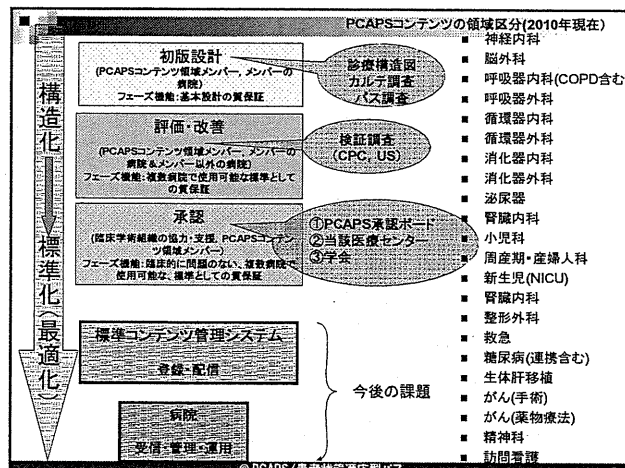 PCAPSコンテンツの領域区分(2010年現在)
構造化
標準化(最適化)
初版設計
(PCAPSコンテンツ領域メンバー, メンバーの
病院)
フェーズ機能:基本設計の質保証
診療構造図
カルテ調査
パス調査
評価・改善
(PCAPSコンテンツ領域メンバー, メンバーの
病院&メンバー以外の病院)
フェーズ機能:複数病院で使用可能な標準として
の質保証
検証調査
(CPC, US)
承認
(臨床学術組織の協力・支援, PCAPSコンテン
ツ領域メンバー)
フェーズ機能:臨床的に問題のない、複数病院で
使用可能な、標準としての質保証
①PCAPS承認ボード
②当該医療センター
③学会
標準コンテンツ管理システム
登録・配信
病院
受信・管理・運用
今後の課題
■ 神経内科
■ 脳外科
■ 呼吸器内科(COPD含む)
■ 呼吸器外科
■ 循環器内科
■ 循環器外科
■ 消化器内科
■ 消化器外科
■ 泌尿器
■ 腎臓内科
■ 小児科
■ 周産期・産婦人科
■ 新生児(NICU)
■ 腎臓内科
■ 整形外科
■ 救急
■ 糖尿病(連携含む)
■ 生体肝移植
■ がん(手術)
■ がん(薬物療法)
■ 精神科
■ 訪問看護